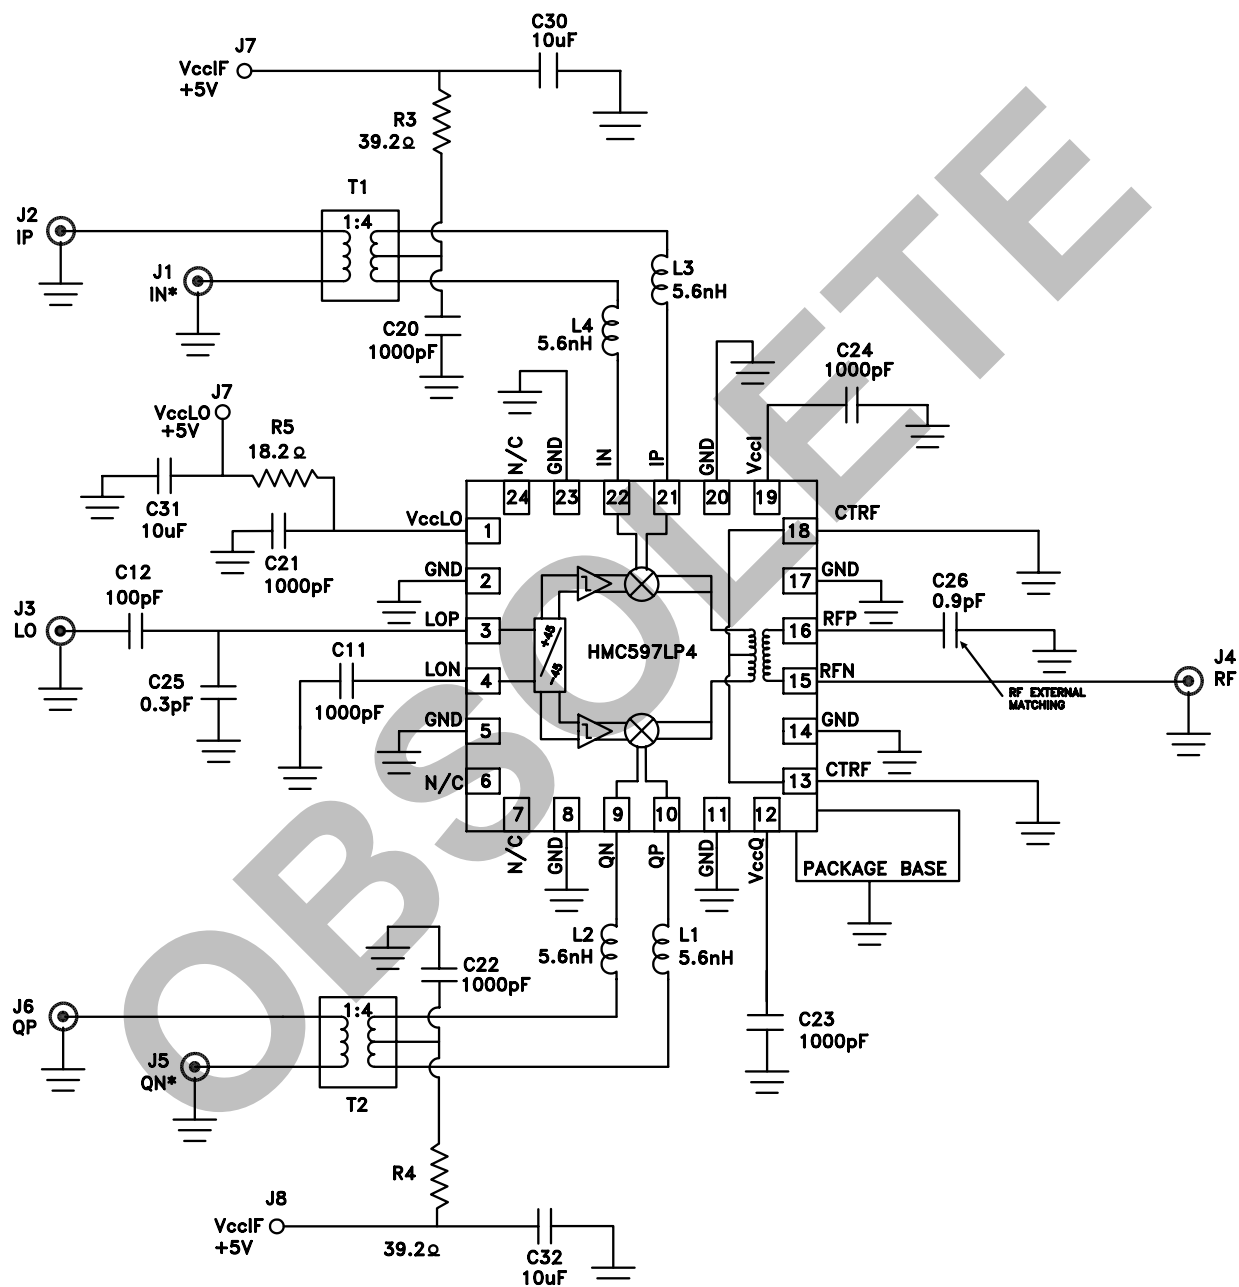 C30
10uF
J7
VccIF
+5V
R3
39.2Ω
T1
1:4
J2
IP
J1
IN*
L3
5.6nH
L4
5.6nH
C20
1000pF
C24
1000pF
J7
VccLO
+5V
R5
18.2Ω
C31
10uF
C21
1000pF
N/C
GND
IN
IP
GND
VccI
24
23
22
21
20
19
VccLO
1
GND
2
LOP
3
LON
4
GND
5
N/C
6
CTRF
18
GND
17
RFP
16
RFN
15
GND
14
CTRF
13
C12
100pF
J3
LO
C25
0.3pF
C11
1000pF
+45
-45
HMC597LP4
C26
0.9pF
RF EXTERNAL
MATCHING
J4
RF
7
8
9
10
11
12
N/C
GND
QN
QP
GND
VccQ
PACKAGE BASE
L2
5.6nH
L1
5.6nH
C22
1000pF
C23
1000pF
J6
QP
J5
QN*
1:4
T2
R4
39.2Ω
J8
VccIF
+5V
C32
10uF
OBSOLETE